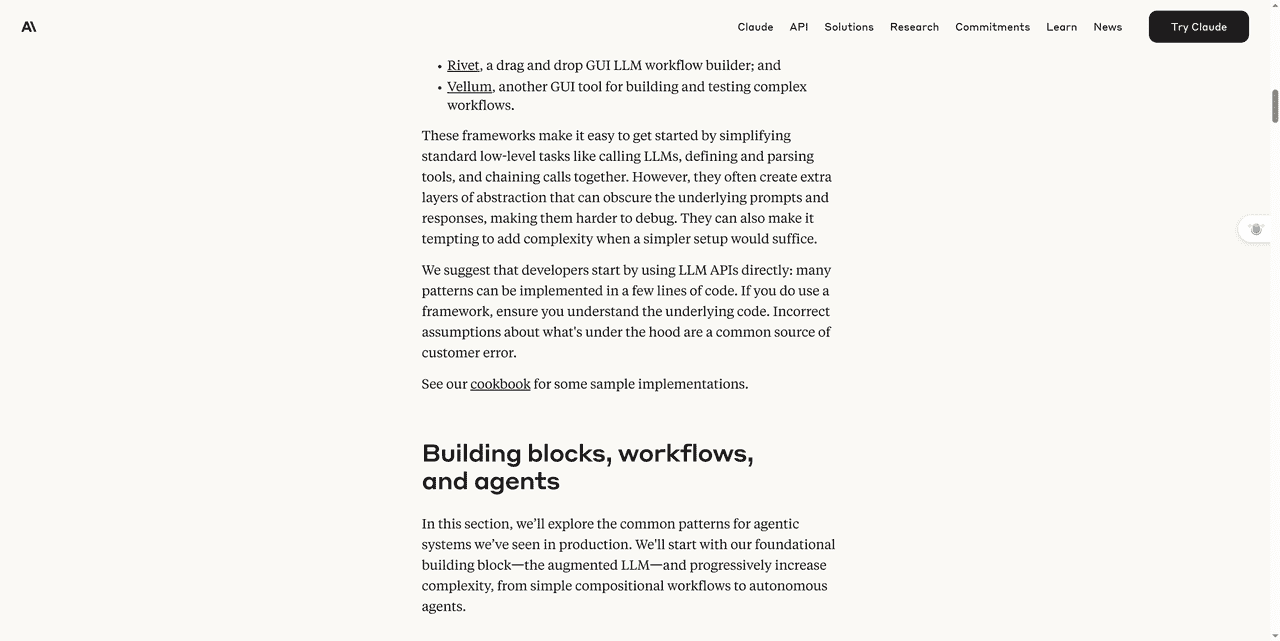 A\
Claude API Solutions Research Commitments Learn News Try Claude
• Rivet, a drag and drop GUI LLM workflow builder; and
• Vellum, another GUI tool for building and testing complex
workflows.
These frameworks make it easy to get started by simplifying
standard low-level tasks like calling LLMs, defining and parsing
tools, and chaining calls together. However, they often create extra
layers of abstraction that can obscure the underlying prompts and
responses, making them harder to debug. They can also make it
tempting to add complexity when a simpler setup would suffice.
We suggest that developers start by using LLM APIs directly: many
patterns can be implemented in a few lines of code. If you do use a
framework, ensure you understand the underlying code. Incorrect
assumptions about what's under the hood are a common source of
customer error.
See our cookbook for some sample implementations.
Building blocks, workflows,
and agents
In this section, we’ll explore the common patterns for agentic
systems we’ve seen in production. We'll start with our foundational
building block—the augmented LLM—and progressively increase
complexity, from simple compositional workflows to autonomous
agents.